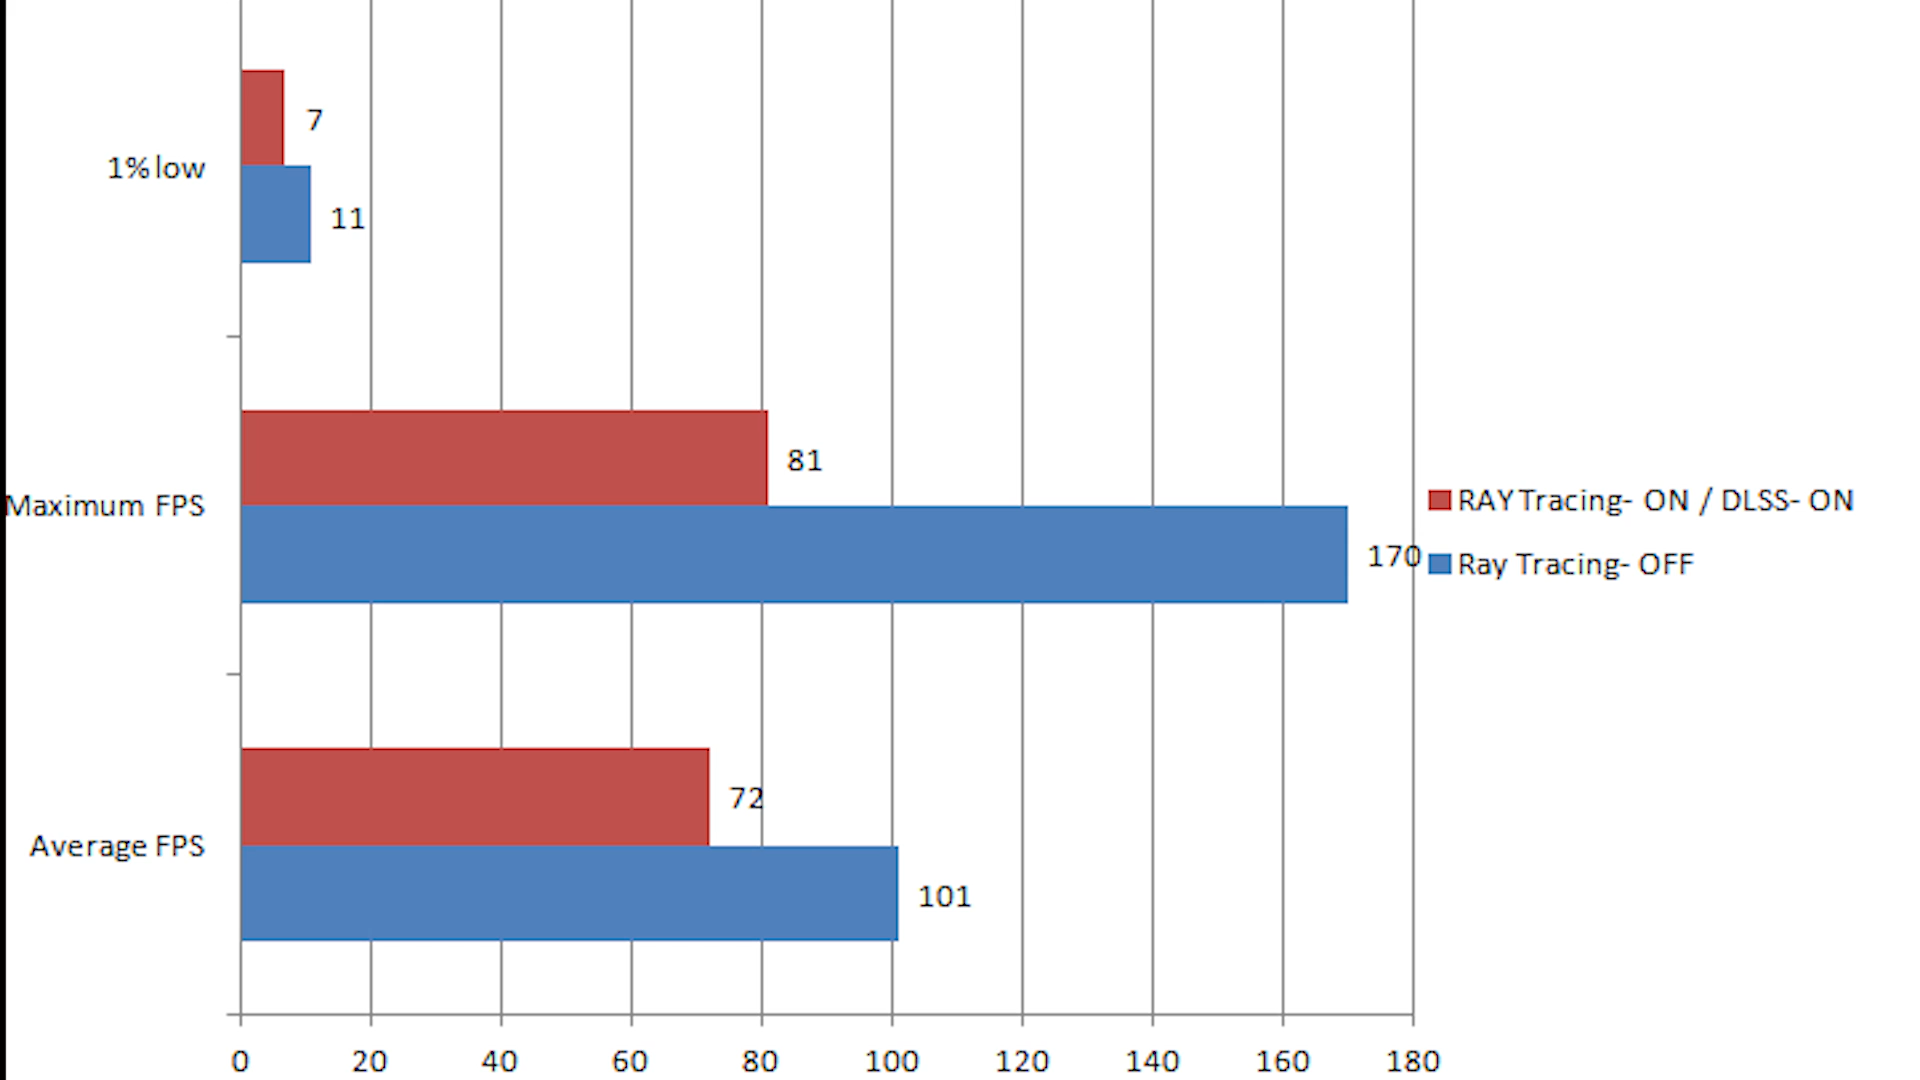 7
1% low
11
81
Maximum FPS
RAY Tracing- ON / DLSS- ON
170
Ray Tracing- OFF
72
Average FPS
101
0 20 40 60 80 100 120 140 160 180